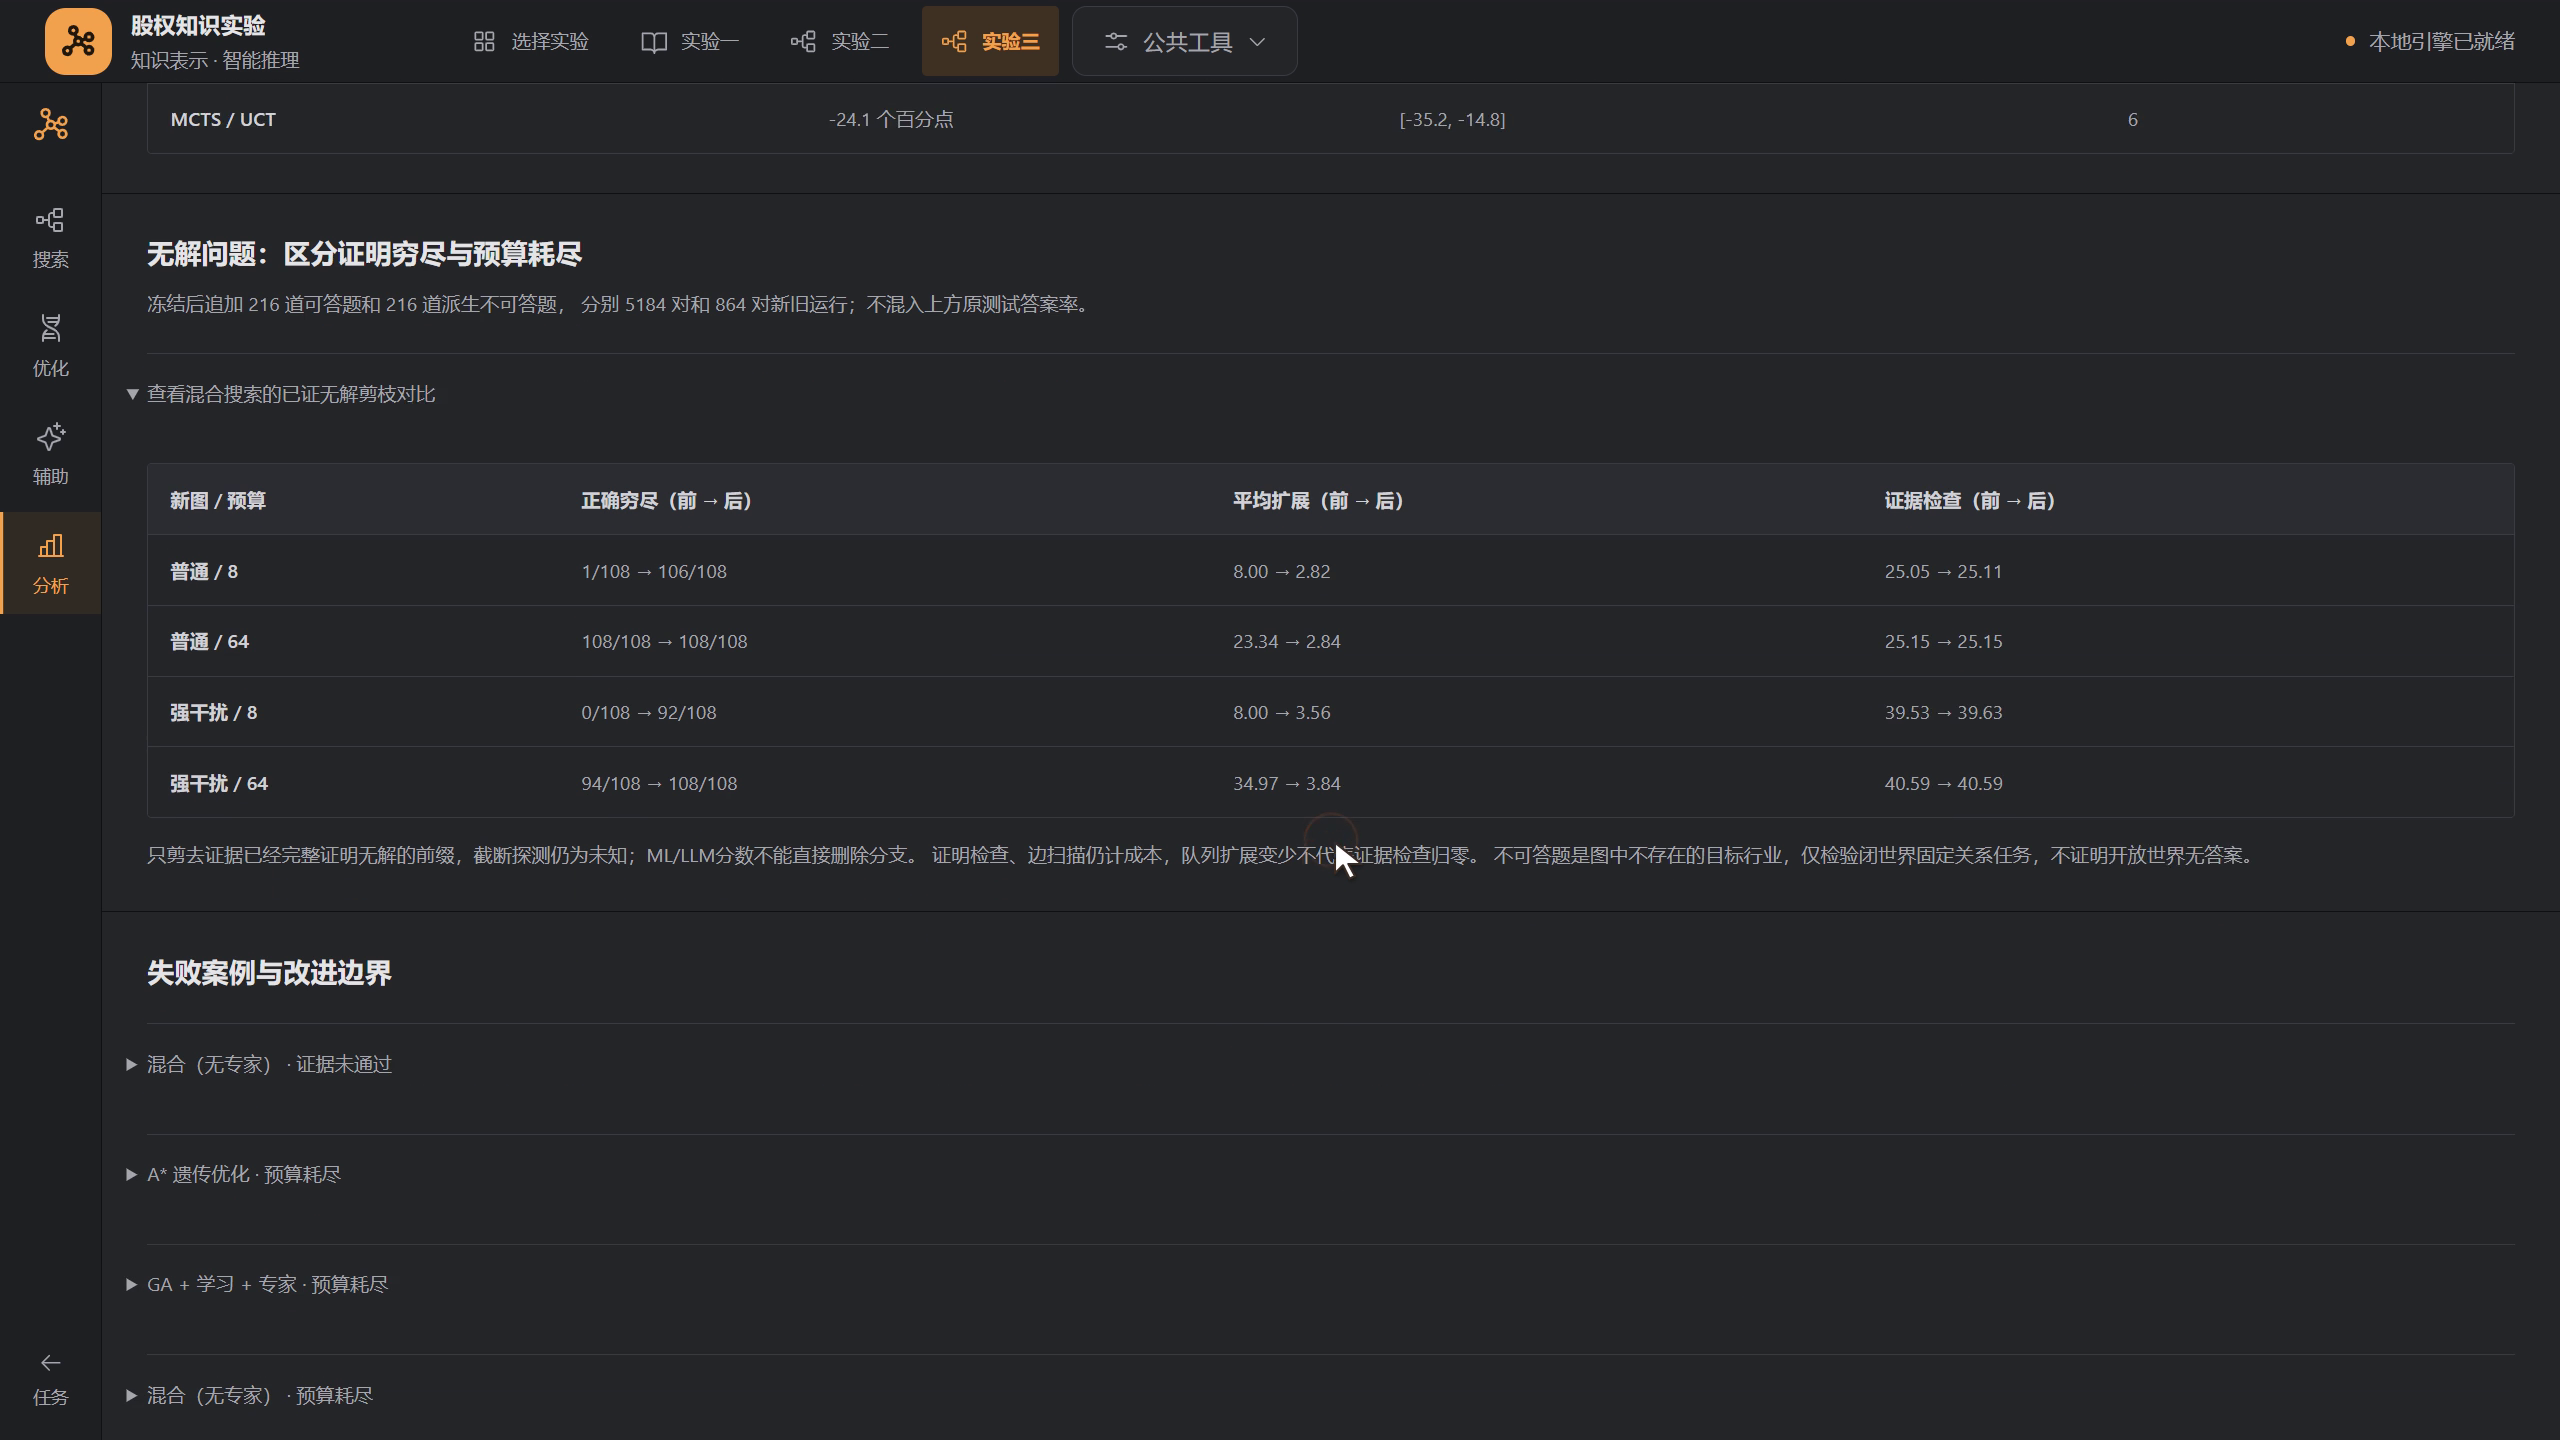 股权知识实验
知识表示 · 智能推理
选择实验
实验一
实验二
实验三
公共工具
本地引擎已就绪
搜索
优化
辅助
分析
任务
MCTS / UCT -24.1 个百分点 [-35.2, -14.8] 6
无解问题：区分证明穷尽与预算耗尽
冻结后追加 216 道可答题和 216 道派生不可答题， 分别 5184 对和 864 对新旧运行；不混入上方原测试答案率。
▼ 查看混合搜索的已证无解剪枝对比
新图 / 预算 正确穷尽（前 → 后） 平均扩展（前 → 后） 证据检查（前 → 后）
普通 / 8 1/108 → 106/108 8.00 → 2.82 25.05 → 25.11
普通 / 64 108/108 → 108/108 23.34 → 2.84 25.15 → 25.15
强干扰 / 8 0/108 → 92/108 8.00 → 3.56 39.53 → 39.63
强干扰 / 64 94/108 → 108/108 34.97 → 3.84 40.59 → 40.59
只剪去证据已经完整证明无解的前缀，截断探测仍为未知；ML/LLM分数不能直接删除分支。 证明检查、边扫描仍计成本，队列扩展变少不代表证据检查归零。 不可答题是图中不存在的目标行业，仅检验闭世界固定关系任务，不证明开放世界无答案。
失败案例与改进边界
▶ 混合（无专家） · 证据未通过
▶ A* 遗传优化 · 预算耗尽
▶ GA + 学习 + 专家 · 预算耗尽
▶ 混合（无专家） · 预算耗尽